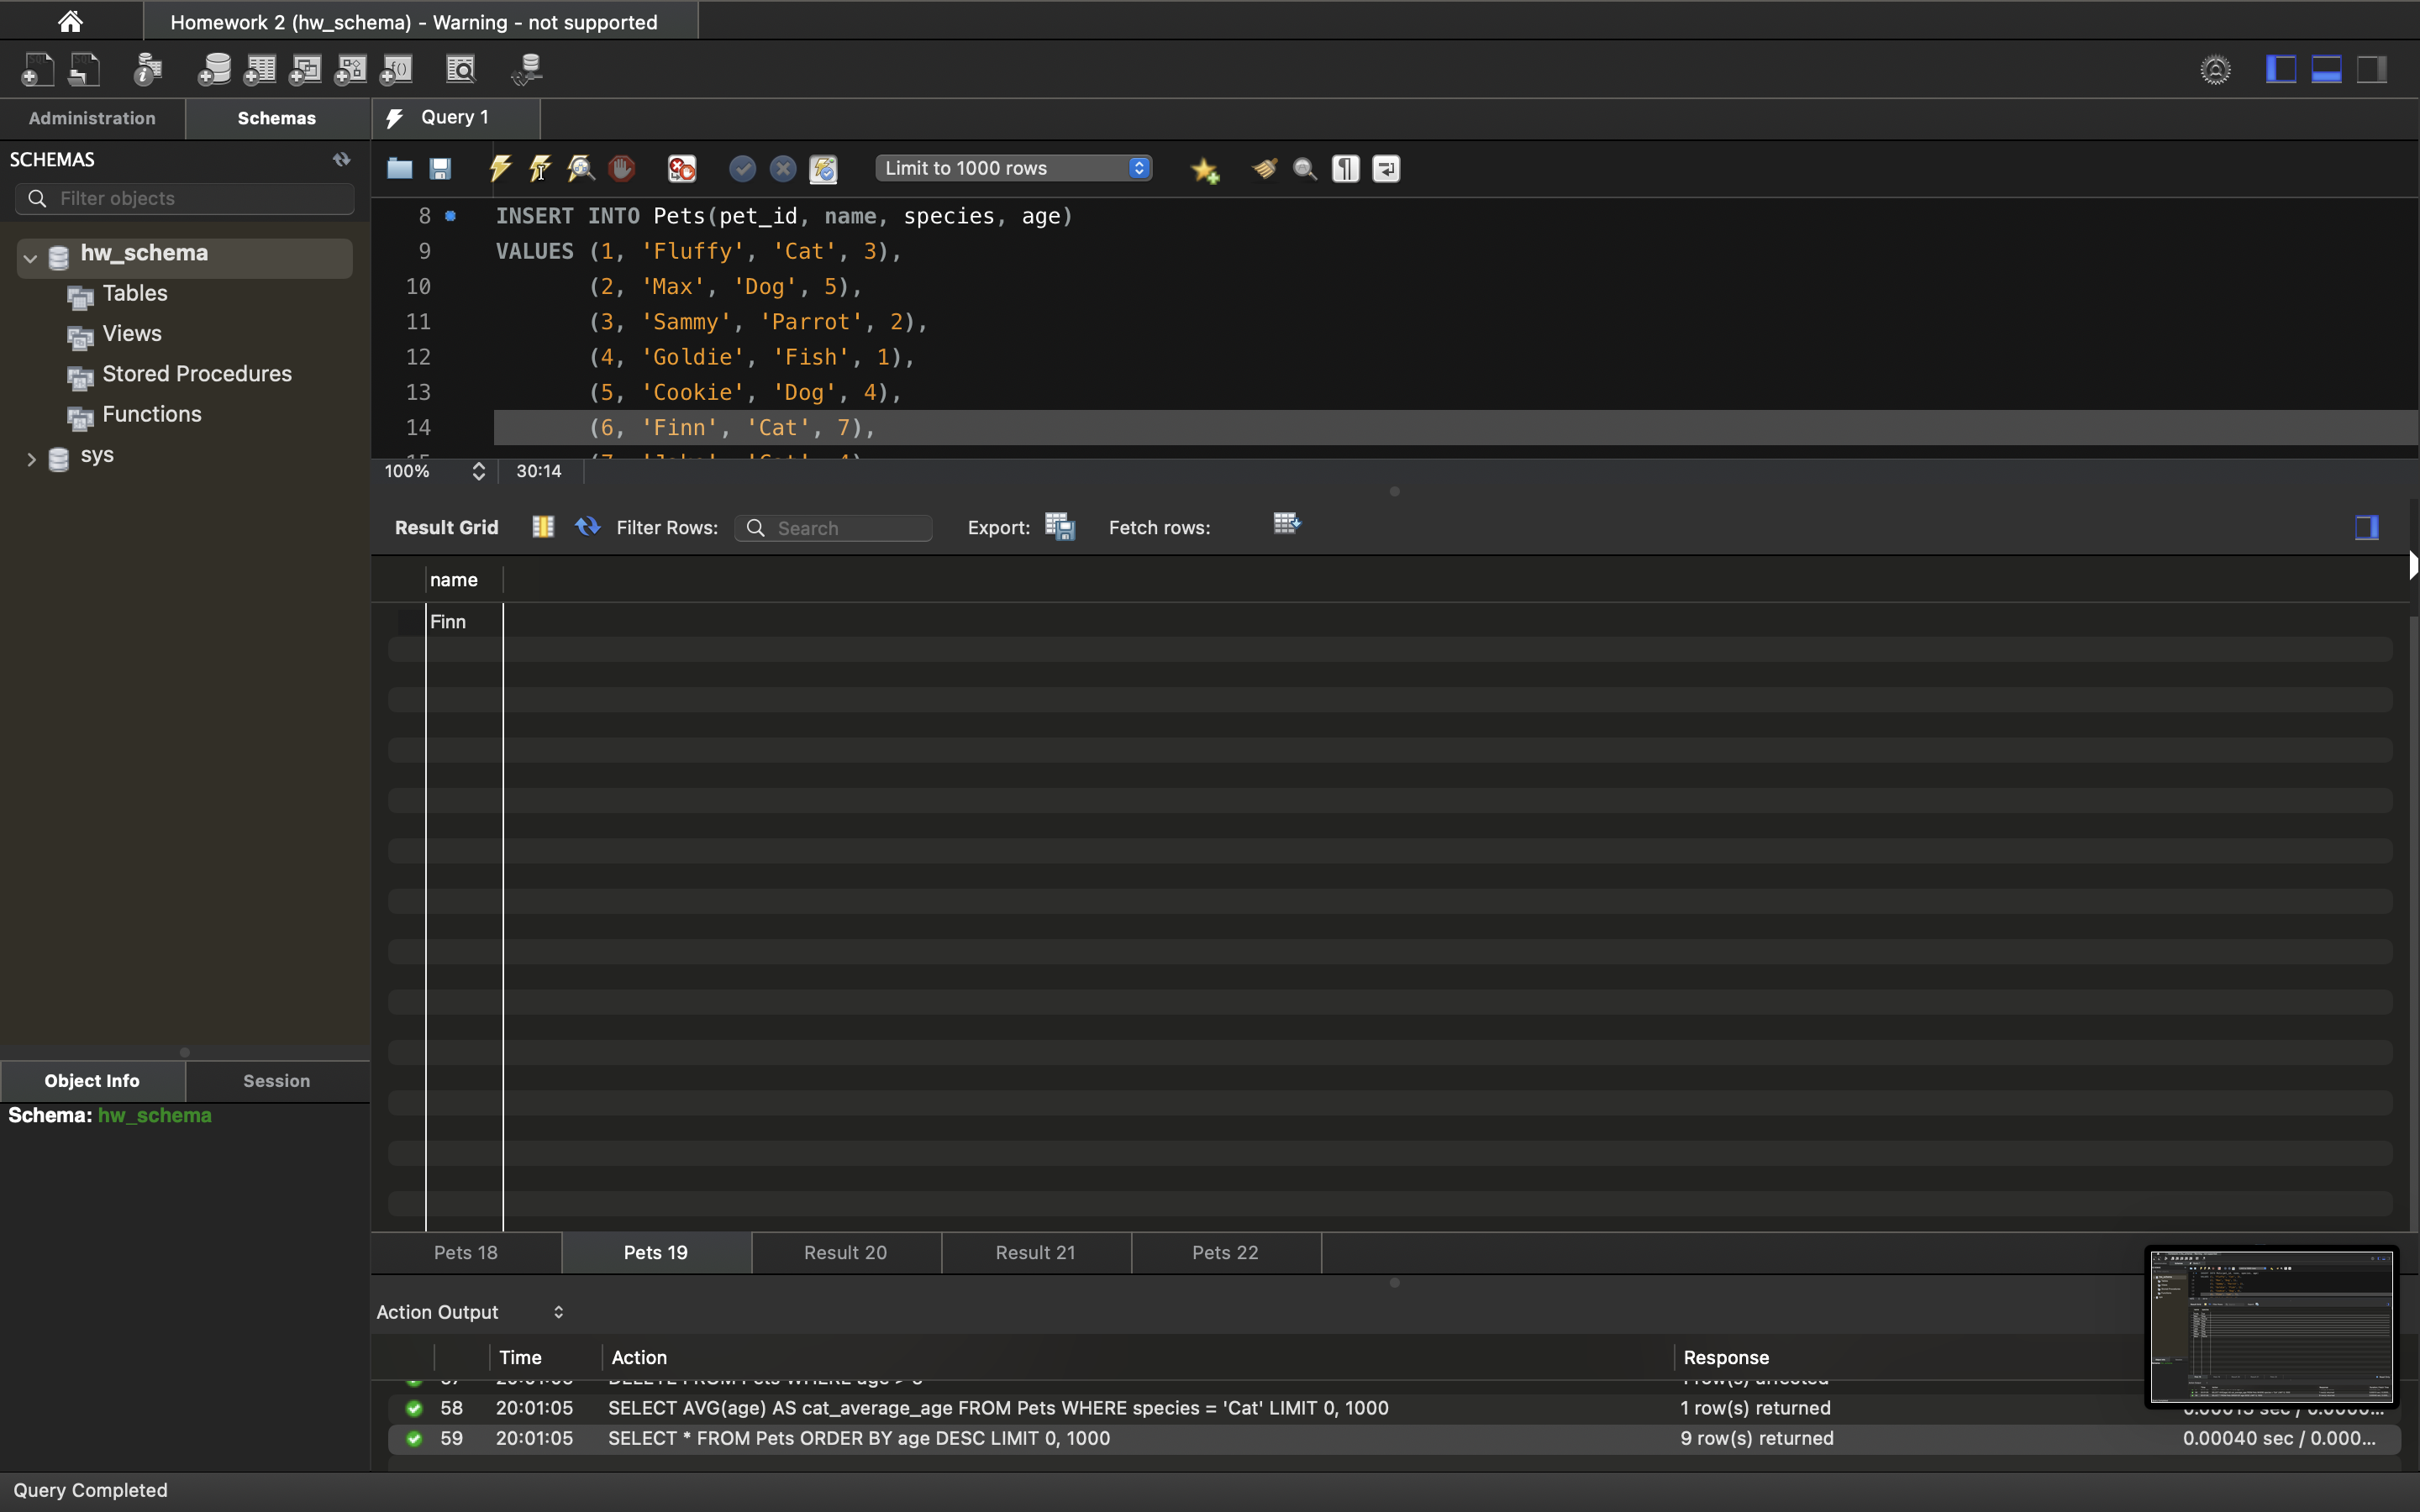 Homework 2 (hw_schema) - Warning - not supported
Administration
Schemas
Query 1
SCHEMAS
Filter objects
Limit to 1000 rows
hw_schema
Tables
Views
Stored Procedures
Functions
sys
8 INSERT INTO Pets(pet_id, name, species, age)
9 VALUES (1, 'Fluffy', 'Cat', 3),
10 (2, 'Max', 'Dog', 5),
11 (3, 'Sammy', 'Parrot', 2),
12 (4, 'Goldie', 'Fish', 1),
13 (5, 'Cookie', 'Dog', 4),
14 (6, 'Finn', 'Cat', 7),
100% 30:14
Result Grid Filter Rows: Search Export: Fetch rows:
name
Finn
Object Info
Session
Schema: hw_schema
Pets 18 Pets 19 Result 20 Result 21 Pets 22
Action Output
Time Action Response
58 20:01:05 SELECT AVG(age) AS cat_average_age FROM Pets WHERE species = 'Cat' LIMIT 0, 1000 1 row(s) returned
59 20:01:05 SELECT * FROM Pets ORDER BY age DESC LIMIT 0, 1000 9 row(s) returned 0.00040 sec / 0.000...
Query Completed